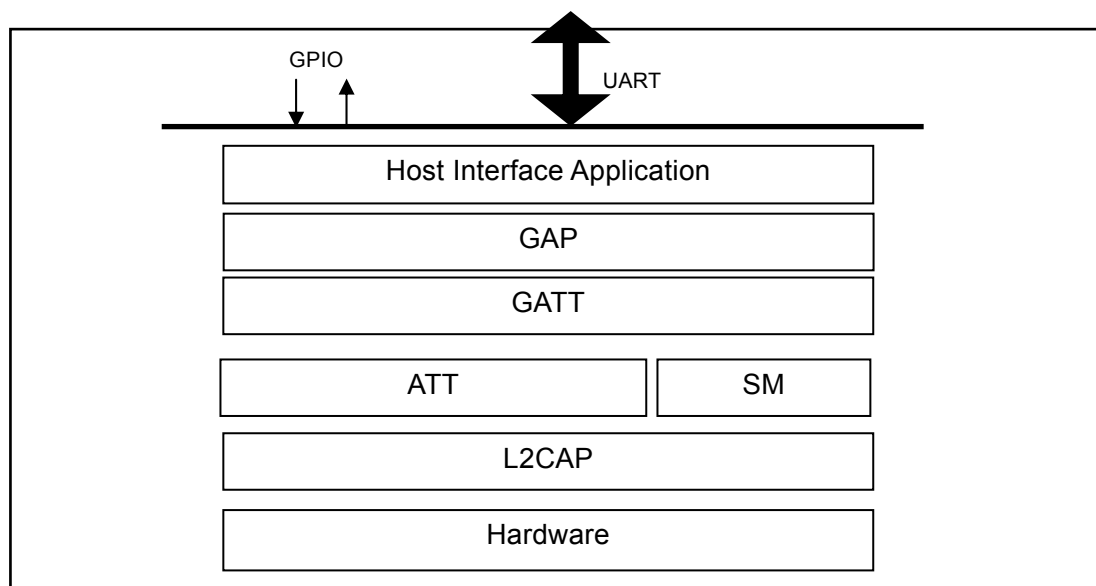 GPIO
UART
Host Interface Application
GAP
GATT
ATT
SM
L2CAP
Hardware